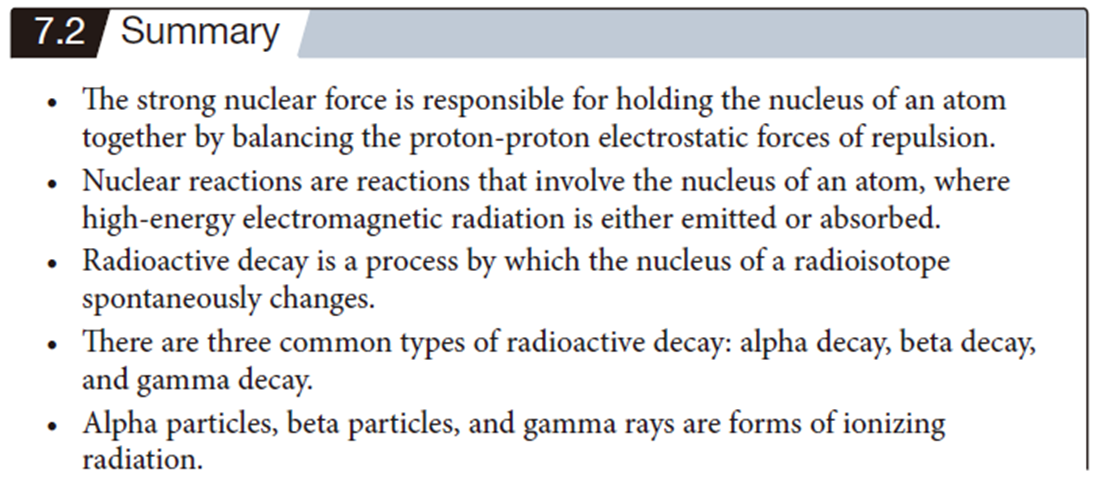 7.2 Summary
• The strong nuclear force is responsible for holding the nucleus of an atom
together by balancing the proton-proton electrostatic forces of repulsion.
• Nuclear reactions are reactions that involve the nucleus of an atom, where
high-energy electromagnetic radiation is either emitted or absorbed.
• Radioactive decay is a process by which the nucleus of a radioisotope
spontaneously changes.
• There are three common types of radioactive decay: alpha decay, beta decay,
and gamma decay.
• Alpha particles, beta particles, and gamma rays are forms of ionizing
radiation.